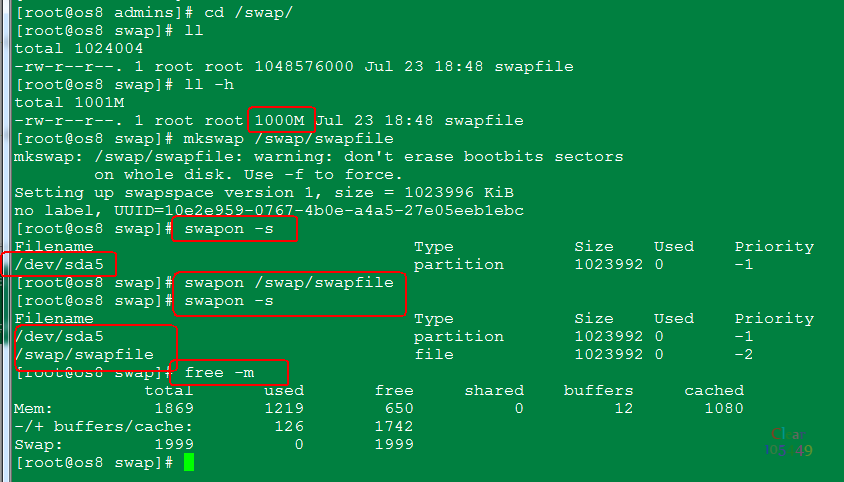 [root@os8 admins]# cd /swap/
[root@os8 swap]# ll
total 1024004
-rw-r--r--. 1 root root 1048576000 Jul 23 18:48 swapfile
[root@os8 swap]# ll -h
total 1001M
-rw-r--r--. 1 root root 1000M Jul 23 18:48 swapfile
[root@os8 swap]# mkswap /swap/swapfile
mkswap: /swap/swapfile: warning: don't erase bootbits sectors
        on whole disk. Use -f to force.
Setting up swapspace version 1, size = 1023996 KiB
no label, UUID=10e2e959-0767-4b0e-a4a5-27e05eeb1ebc
[root@os8 swap]# swapon -s
Filename                                Type            Size    Used    Priority
/dev/sda5                               partition       1023992 0       -1
[root@os8 swap]# swapon /swap/swapfile
[root@os8 swap]# swapon -s
Filename                                Type            Size    Used    Priority
/dev/sda5                               partition       1023992 0       -1
/swap/swapfile                          file            1023992 0       -2
[root@os8 swap]# free -m
             total       used       free     shared    buffers     cached
Mem:          1869       1219        650          0         12       1080
-/+ buffers/cache:        126       1742
Swap:         1999          0       1999
[root@os8 swap]#